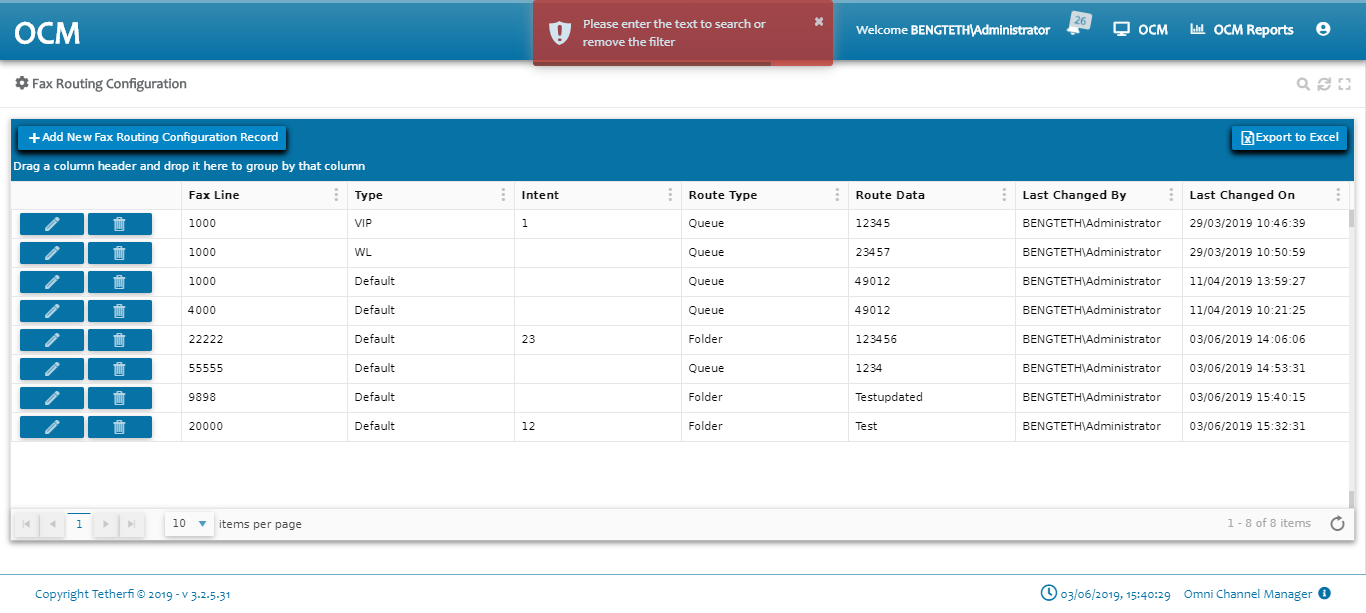 OCM
Please enter the text to search or
remove the filter
Welcome BENGTETH\Administrator
26
OCM
OCM Reports
Fax Routing Configuration
Add New Fax Routing Configuration Record
Export to Excel
Drag a column header and drop it here to group by that column
Fax Line Type Intent Route Type Route Data Last Changed By Last Changed On
1000 VIP 1 Queue 12345 BENGTETH\Administrator 29/03/2019 10:46:39
1000 WL Queue 23457 BENGTETH\Administrator 29/03/2019 10:50:59
1000 Default Queue 49012 BENGTETH\Administrator 11/04/2019 13:59:27
4000 Default Queue 49012 BENGTETH\Administrator 11/04/2019 10:21:25
22222 Default 23 Folder 123456 BENGTETH\Administrator 03/06/2019 14:06:06
55555 Default Queue 1234 BENGTETH\Administrator 03/06/2019 14:53:31
9898 Default Folder Testupdated BENGTETH\Administrator 03/06/2019 15:40:15
20000 Default 12 Folder Test BENGTETH\Administrator 03/06/2019 15:32:31
1 10 items per page 1 - 8 of 8 items
Copyright Tetherfi © 2019 - v 3.2.5.31 03/06/2019, 15:40:29 Omni Channel Manager